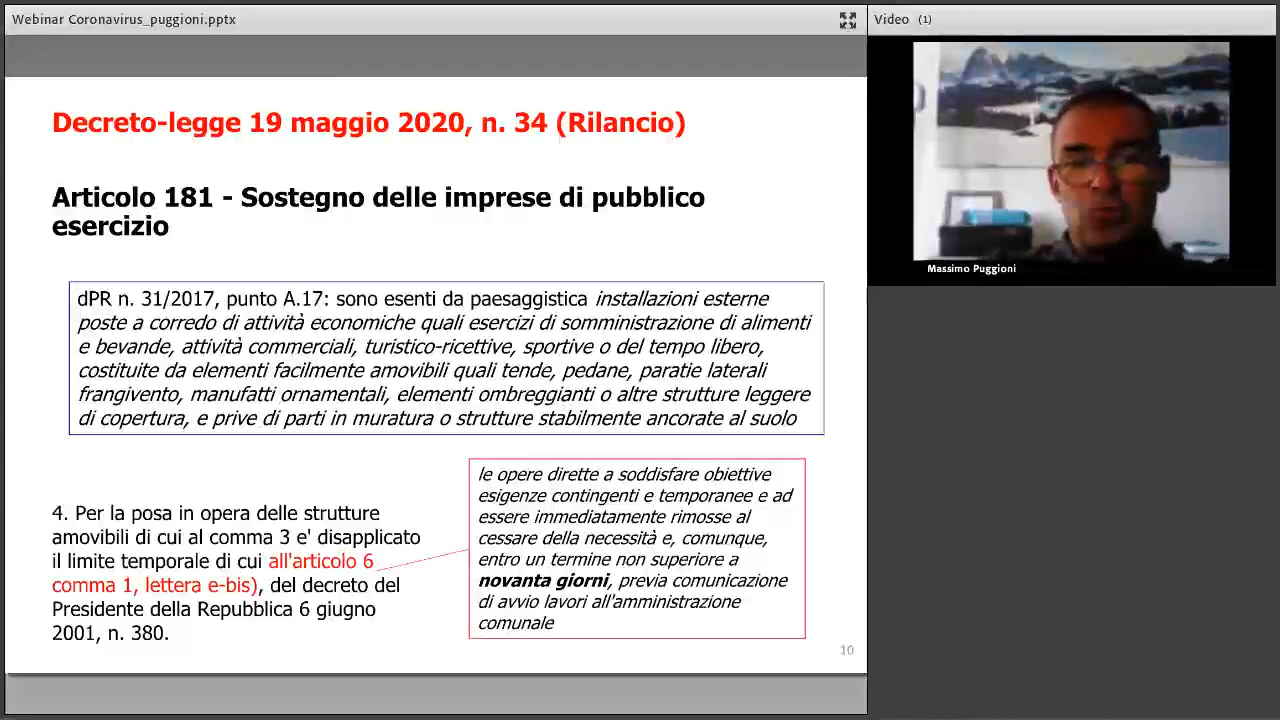 Webinar Coronavirus_puggioni.pptx
Video (1)
Decreto-legge 19 maggio 2020, n. 34 (Rilancio)
Articolo 181 - Sostegno delle imprese di pubblico
esercizio
dPR n. 31/2017, punto A.17: sono esenti da paesaggistica installazioni esterne
poste a corredo di attività economiche quali esercizi di somministrazione di alimenti
e bevande, attività commerciali, turistico-ricettive, sportive o del tempo libero,
costituite da elementi facilmente amovibili quali tende, pedane, paratie laterali
frangivento, manufatti ornamentali, elementi ombreggianti o altre strutture leggere
di copertura, e prive di parti in muratura o strutture stabilmente ancorate al suolo
4. Per la posa in opera delle strutture
amovibili di cui al comma 3 e' disapplicato
il limite temporale di cui all'articolo 6
comma 1, lettera e-bis), del decreto del
Presidente della Repubblica 6 giugno
2001, n. 380.
le opere dirette a soddisfare obiettive
esigenze contingenti e temporanee e ad
essere immediatamente rimosse al
cessare della necessità e, comunque,
entro un termine non superiore a
novanta giorni, previa comunicazione
di avvio lavori all'amministrazione
comunale
10
Massimo Puggioni